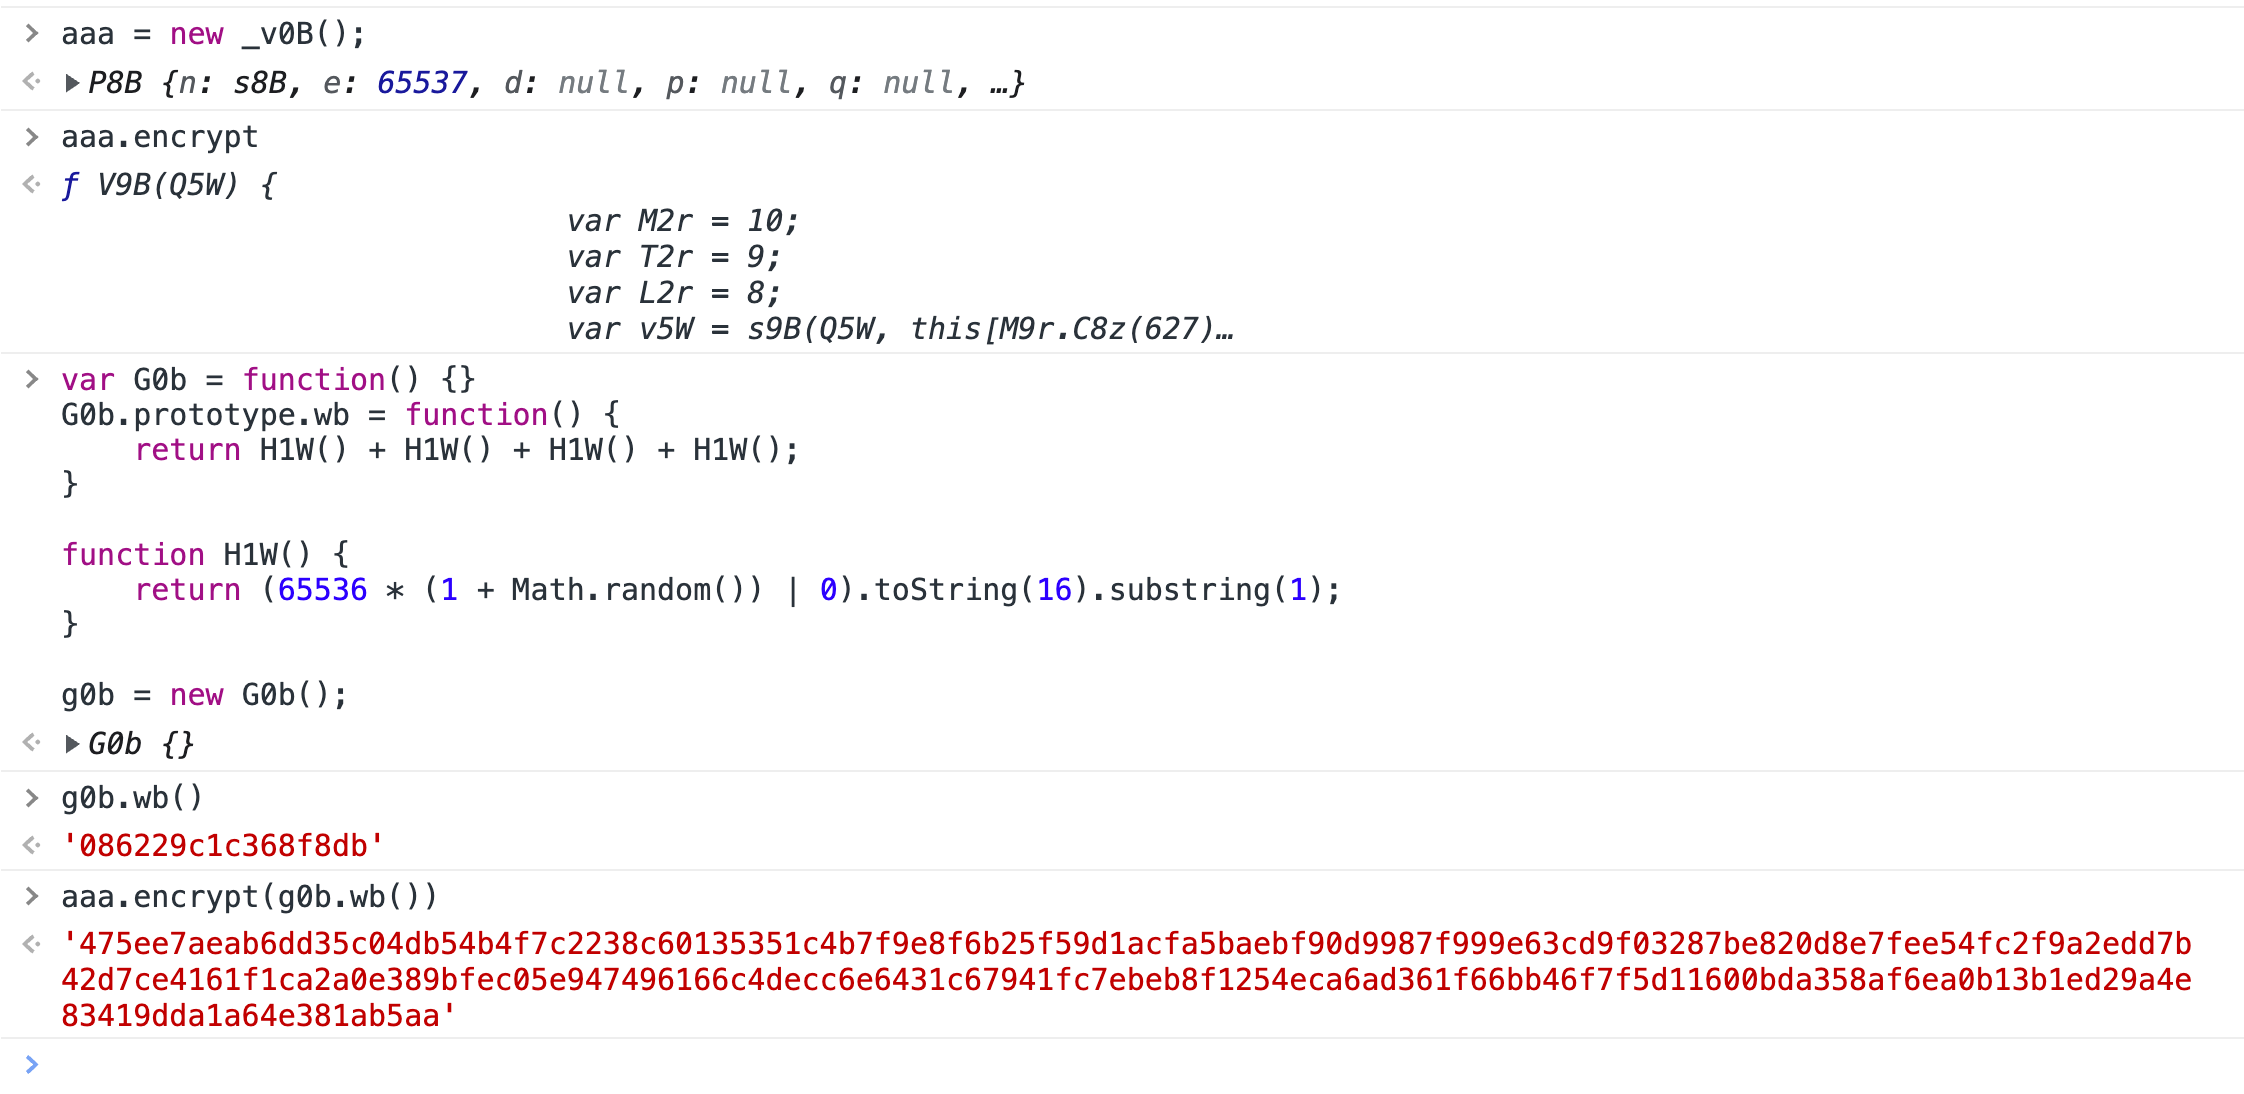 > aaa = new _v0B();
<· ▶P8B {n: s8B, e: 65537, d: null, p: null, q: null, …}
> aaa.encrypt
<· ƒ V9B(Q5W) {
var M2r = 10;
var T2r = 9;
var L2r = 8;
var v5W = s9B(Q5W, this[M9r.C8z(627)…
> var G0b = function() {}
G0b.prototype.wb = function() {
return H1W() + H1W() + H1W() + H1W();
}
function H1W() {
return (65536 * (1 + Math.random()) | 0).toString(16).substring(1);
}
g0b = new G0b();
<· ▶G0b {}
> g0b.wb()
<· '086229c1c368f8db'
> aaa.encrypt(g0b.wb())
<· '475ee7aeab6dd35c04db54b4f7c2238c60135351c4b7f9e8f6b25f59d1acfa5baebf90d9987f999e63cd9f03287be820d8e7fee54fc2f9a2edd7b
42d7ce4161f1ca2a0e389bfec05e947496166c4decc6e6431c67941fc7ebeb8f1254eca6ad361f66bb46f7f5d11600bda358af6ea0b13b1ed29a4e
83419dda1a64e381ab5aa'
>